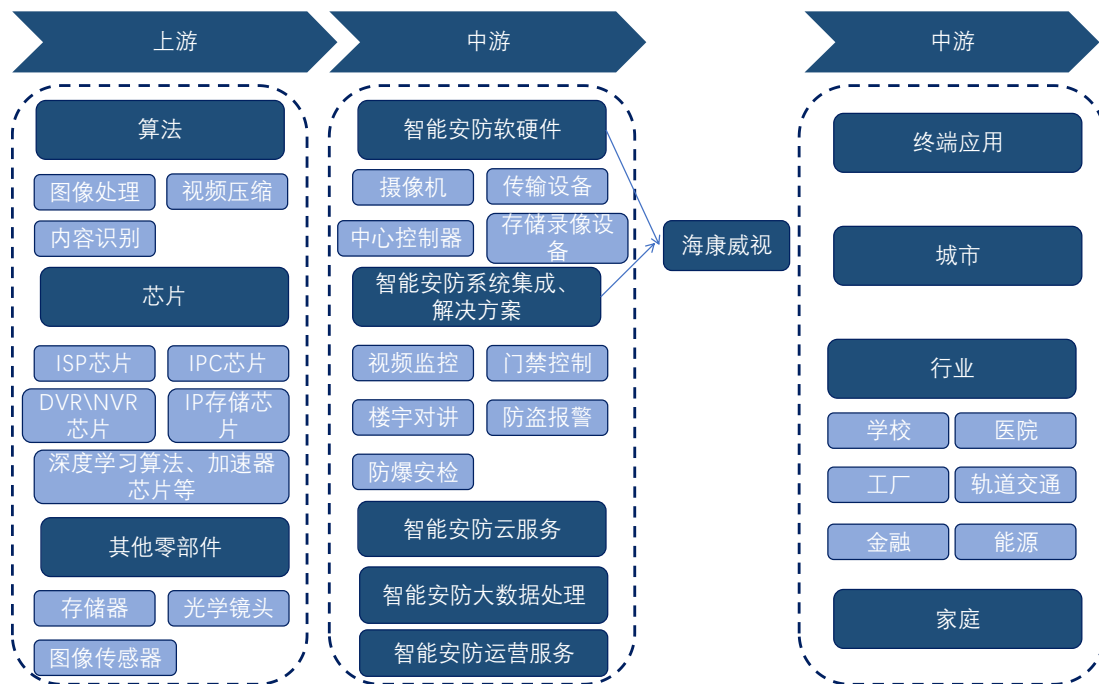 上游
中游
中游
算法
图像处理
视频压缩
内容识别
芯片
ISP芯片
IPC芯片
DVR\NVR
芯片
IP存储芯
片
深度学习算法、加速器
芯片等
其他零部件
存储器
光学镜头
图像传感器
智能安防软硬件
摄像机
传输设备
中心控制器
存储录像设
备
智能安防系统集成、
解决方案
视频监控
门禁控制
楼宇对讲
防盗报警
防爆安检
智能安防云服务
智能安防大数据处理
智能安防运营服务
海康威视
终端应用
城市
行业
学校
医院
工厂
轨道交通
金融
能源
家庭